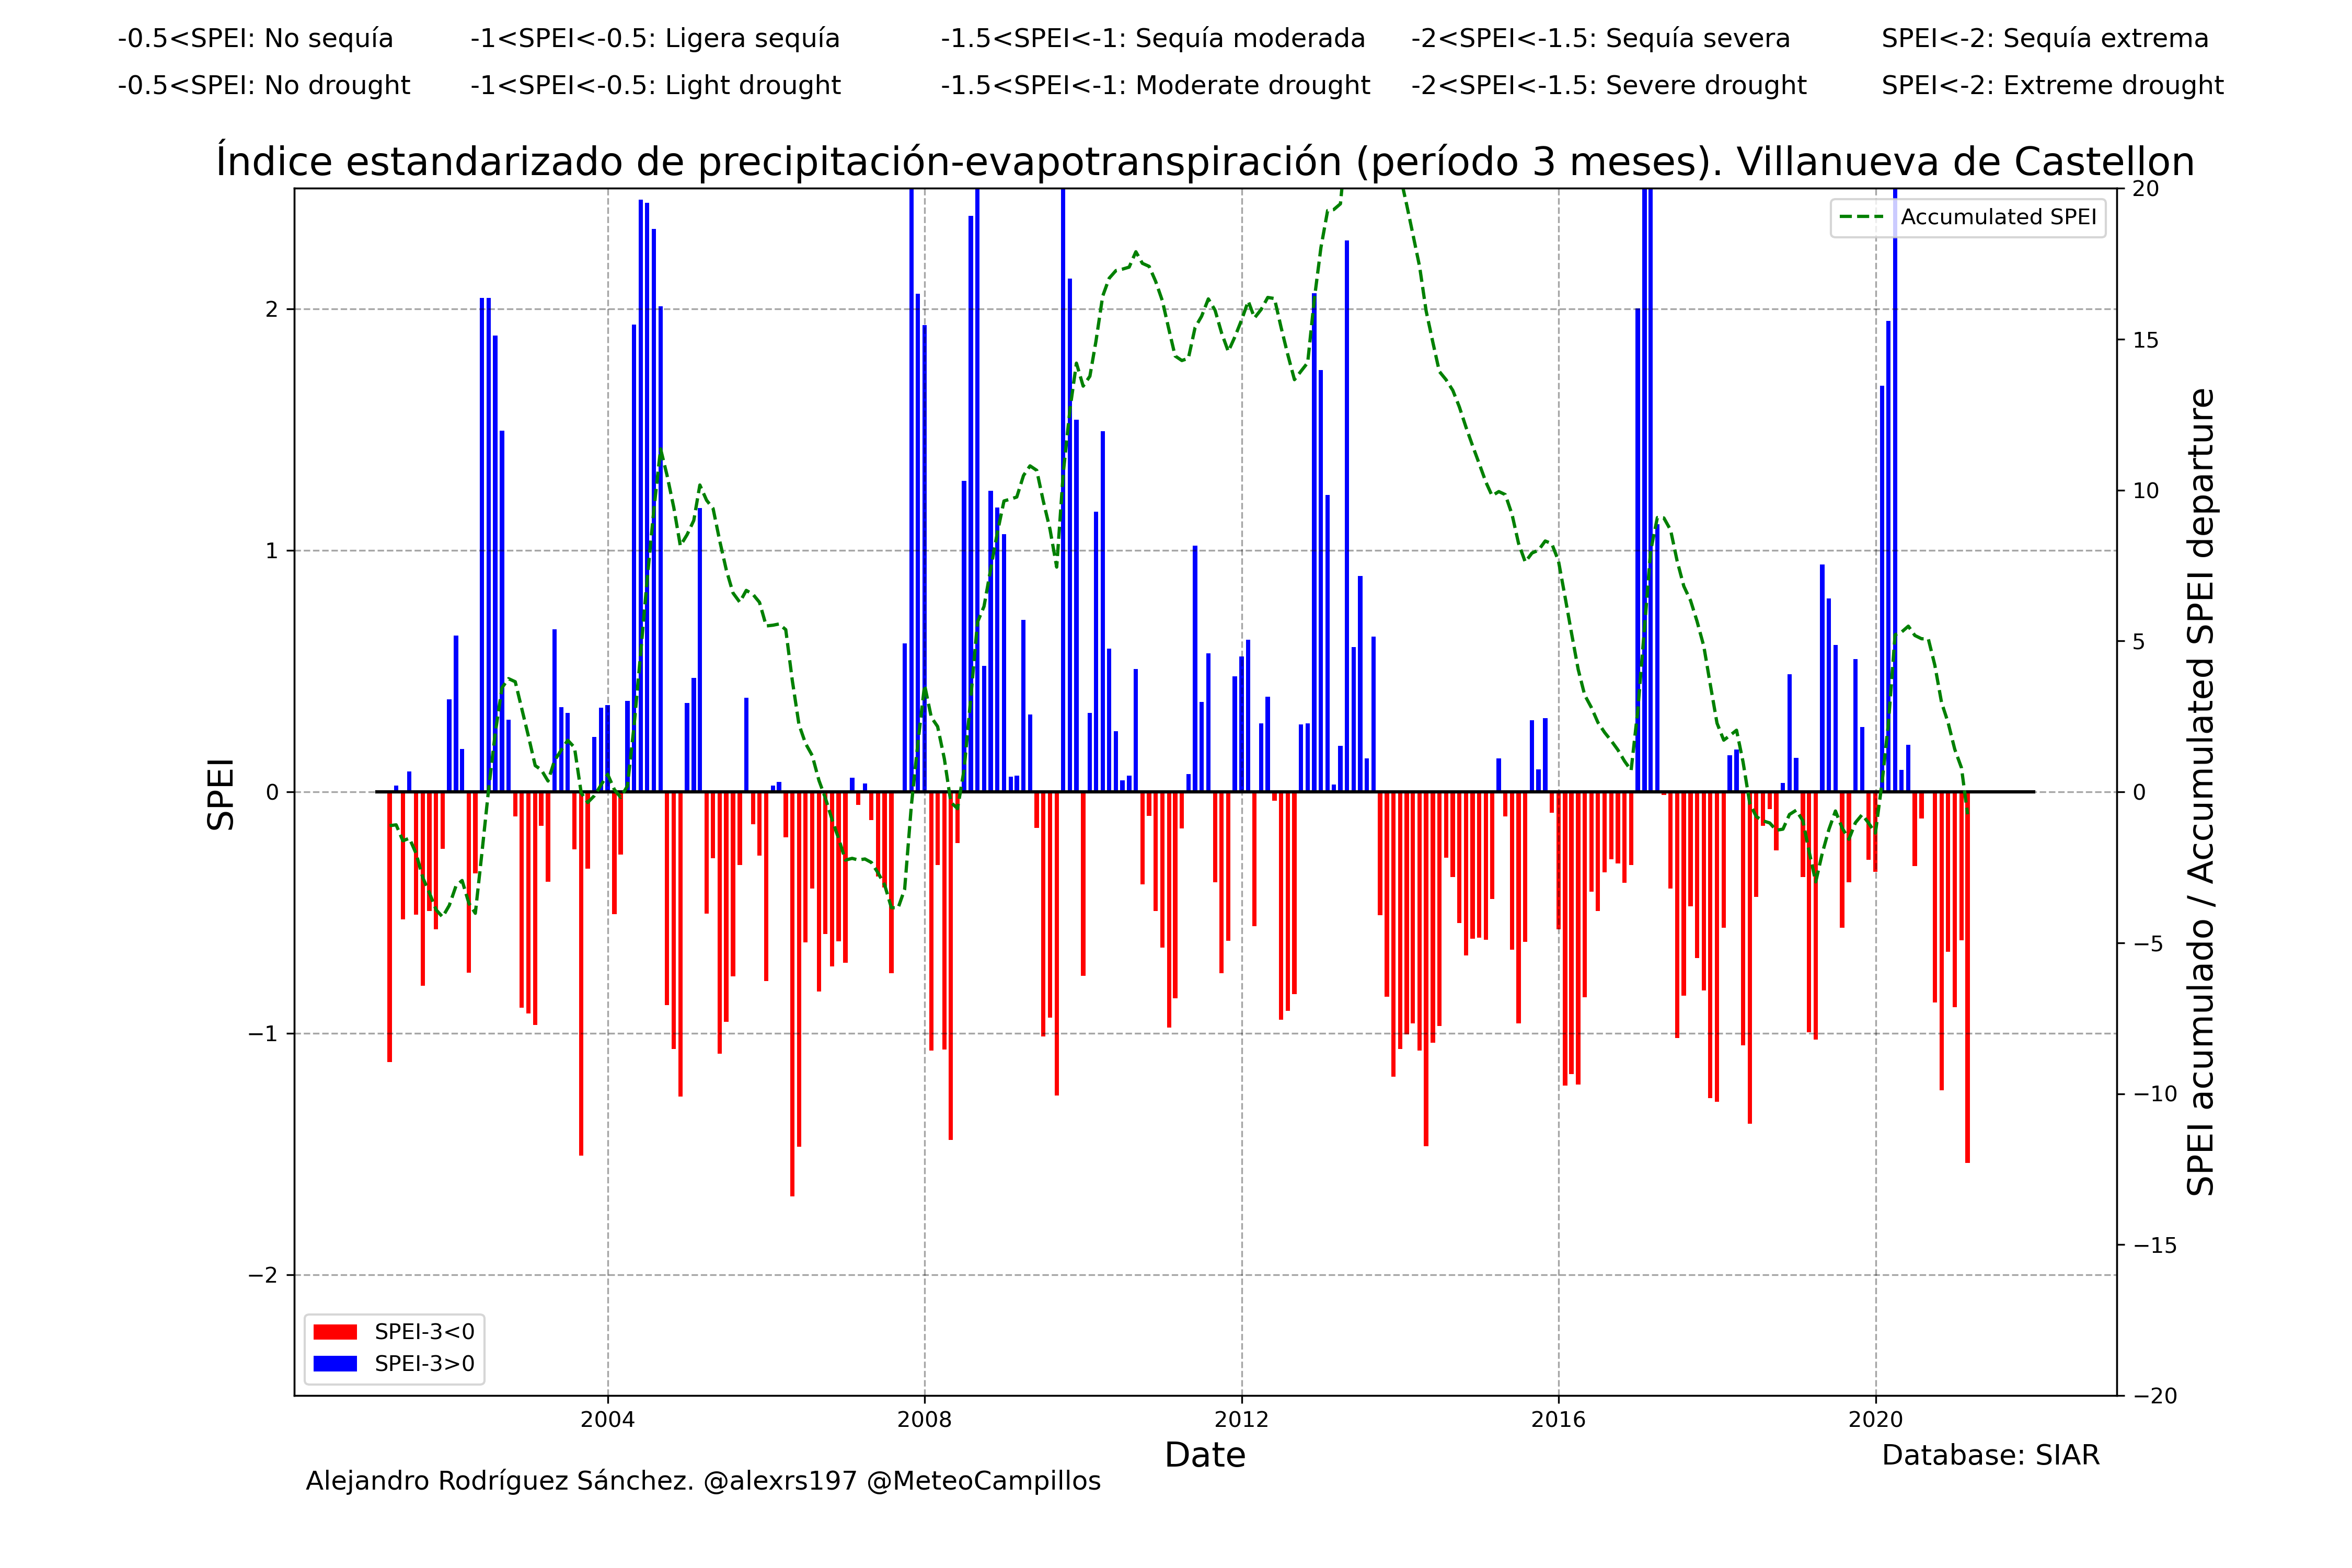 -0.5<SPEI: No sequía -1<SPEI<-0.5: Ligera sequía -1.5<SPEI<-1: Sequía moderada -2<SPEI<-1.5: Sequía severa SPEI<-2: Sequía extrema
-0.5<SPEI: No drought -1<SPEI<-0.5: Light drought -1.5<SPEI<-1: Moderate drought -2<SPEI<-1.5: Severe drought SPEI<-2: Extreme drought
Índice estandarizado de precipitación-evapotranspiración (período 3 meses). Villanueva de Castellon
Accumulated SPEI
SPEI
2
1
0
−1
−2
20
15
10
5
0
−5
−10
−15
−20
SPEI acumulado / Accumulated SPEI departure
SPEI-3<0
SPEI-3>0
2004 2008 2012 2016 2020
Date
Database: SIAR
Alejandro Rodríguez Sánchez. @alexrs197 @MeteoCampillos